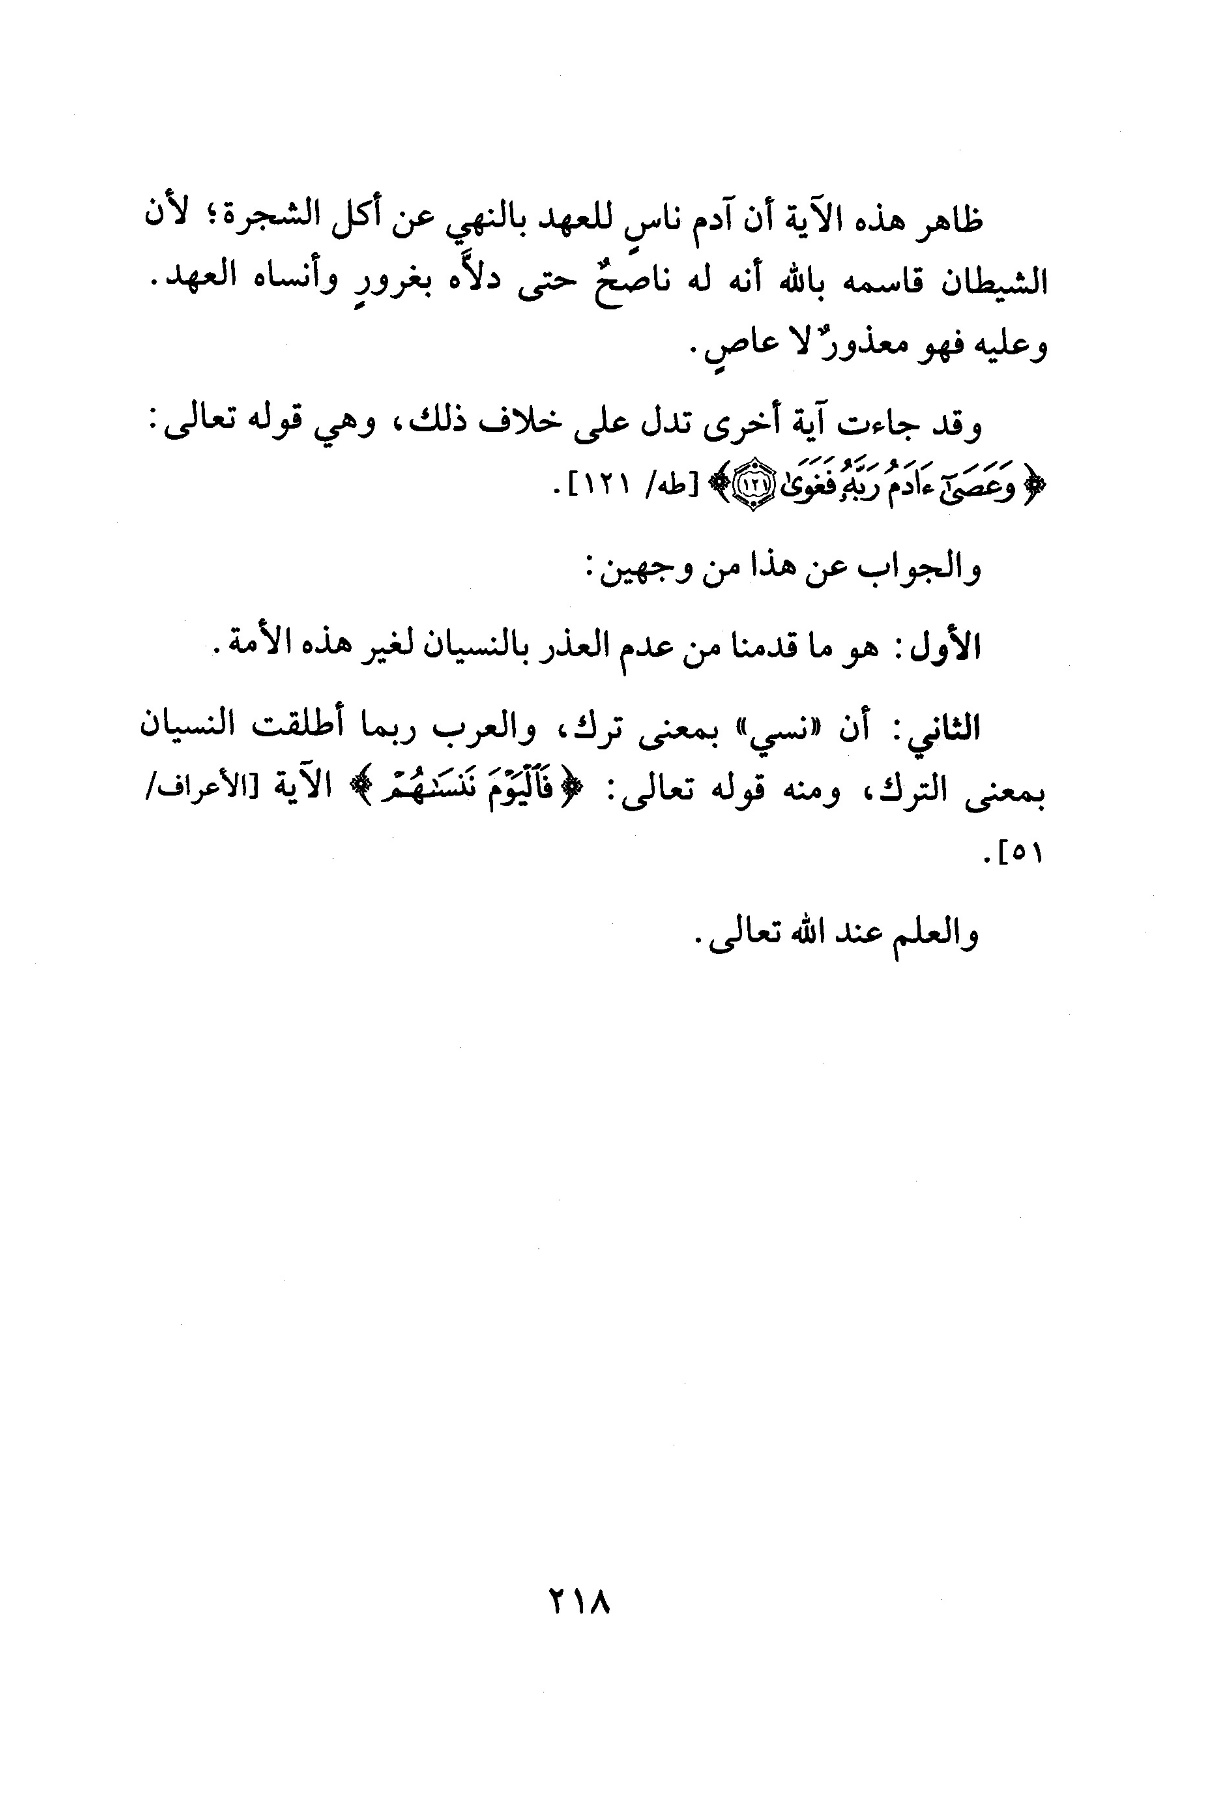 ظاهر هذه الآية أن آدم ناسٍ للعهد بالنهي عن أكل الشجرة؛ لأن
الشيطان قاسمه بالله أنه له ناصحٌ حتى دلاَّه بغرورٍ وأنساه العهد.
وعليه فهو معذورٌ لا عاصٍ.
وقد جاءت آية أخرى تدل على خلاف ذلك، وهي قوله تعالى:
﴿وَعَصَىٰٓ ءَادَمُ رَبَّهُۥ فَغَوَىٰ ۝١٢١﴾ [طه/ ١٢١].
والجواب عن هذا من وجهين:
الأول: هو ما قدمنا من عدم العذر بالنسيان لغير هذه الأمة.
الثاني: أن «نسي» بمعنى ترك، والعرب ربما أطلقت النسيان
بمعنى الترك، ومنه قوله تعالى: ﴿فَٱلْيَوْمَ نَنسَىٰهُمْ﴾ الآية [الأعراف/
٥١].
والعلم عند الله تعالى.
٢١٨